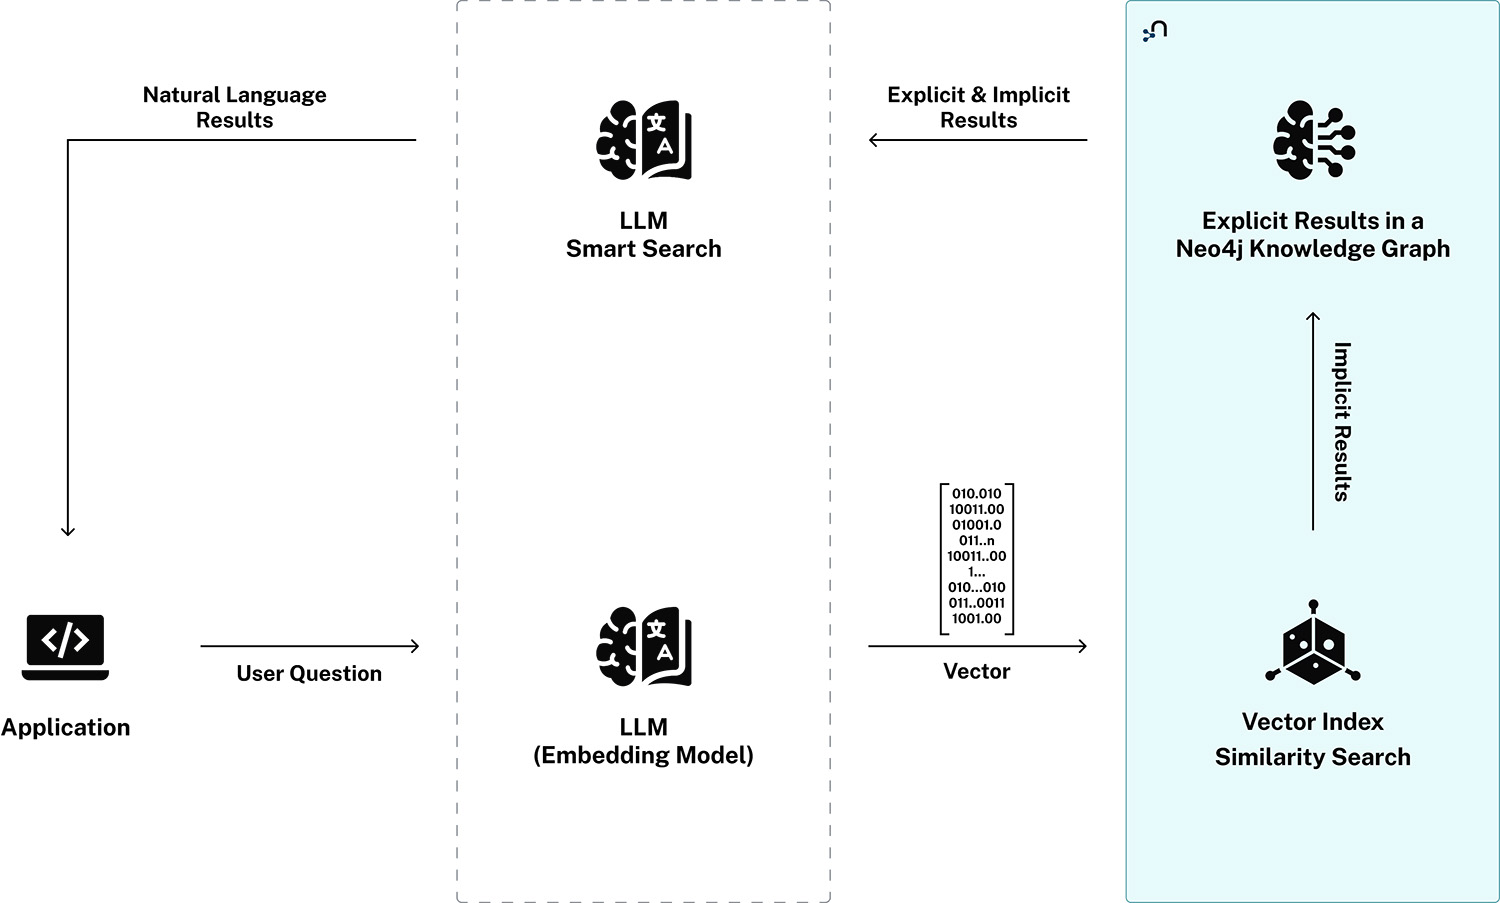 Natural Language
Results
LLM
Smart Search
文
A
Explicit & Implicit
Results
Explicit Results in a
Neo4j Knowledge Graph
Implicit Results
Application
User Question
LLM
(Embedding Model)
文
A
010.010
10011.00
01001.0
011..n
10011..00
1...
010...010
011..0011
1001.00
Vector
Vector Index
Similarity Search